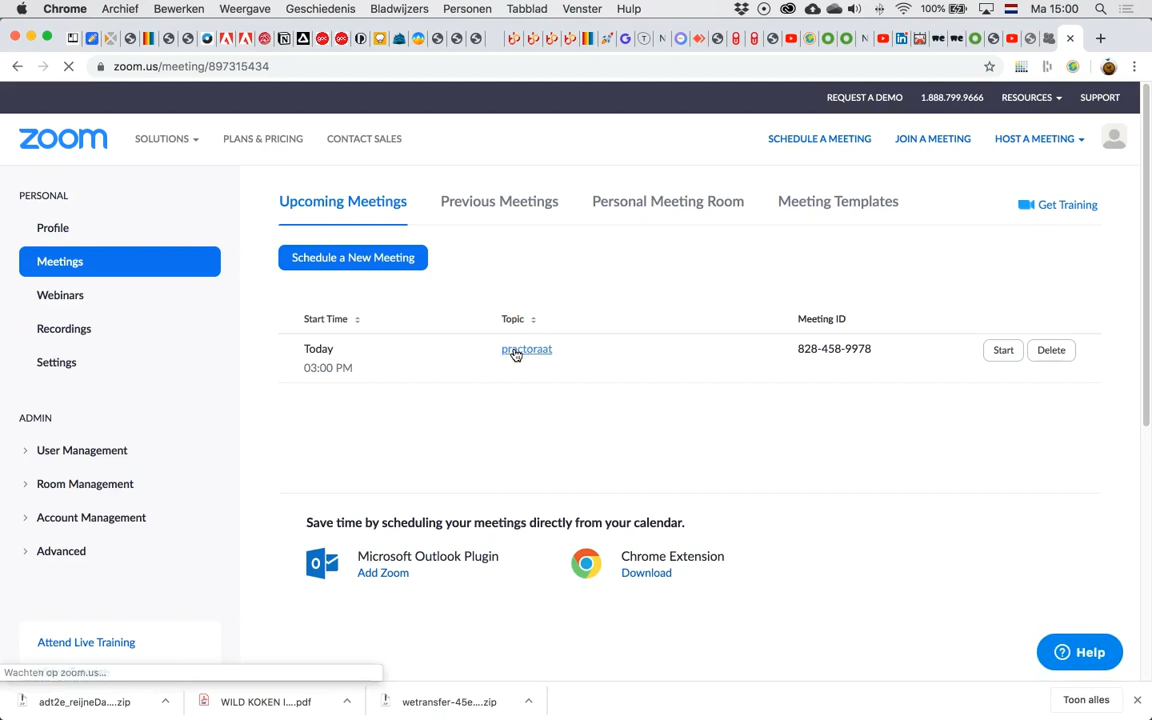 Chrome Archief Bewerken Weergave Geschiedenis Bladwijzers Personen Tabblad Venster Help 100% Ma 15:00
zoom.us/meeting/897315434
REQUEST A DEMO 1.888.799.9666 RESOURCES SUPPORT
zoom SOLUTIONS PLANS & PRICING CONTACT SALES SCHEDULE A MEETING JOIN A MEETING HOST A MEETING
PERSONAL
Profile
Meetings
Webinars
Recordings
Settings
ADMIN
User Management
Room Management
Account Management
Advanced
Attend Live Training
Upcoming Meetings Previous Meetings Personal Meeting Room Meeting Templates Get Training
Schedule a New Meeting
Start Time Topic Meeting ID
Today practoraat 828-458-9978 Start Delete
03:00 PM
Save time by scheduling your meetings directly from your calendar.
Microsoft Outlook Plugin Chrome Extension
Add Zoom Download
Help
Wachten op zoom.us...
adt2e_reijneDa....zip WILD KOKEN I....pdf wetransfer-45e....zip Toon alles